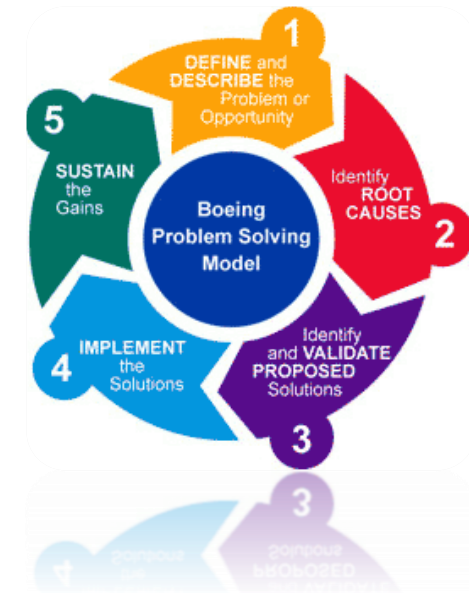 1
DEFINE and
DESCRIBE the
Problem or
Opportunity
Identify
ROOT
CAUSES
2
Identify
and VALIDATE
PROPOSED
Solutions
3
IMPLEMENT
the
Solutions
4
5
SUSTAIN
the
Gains
Boeing
Problem Solving
Model